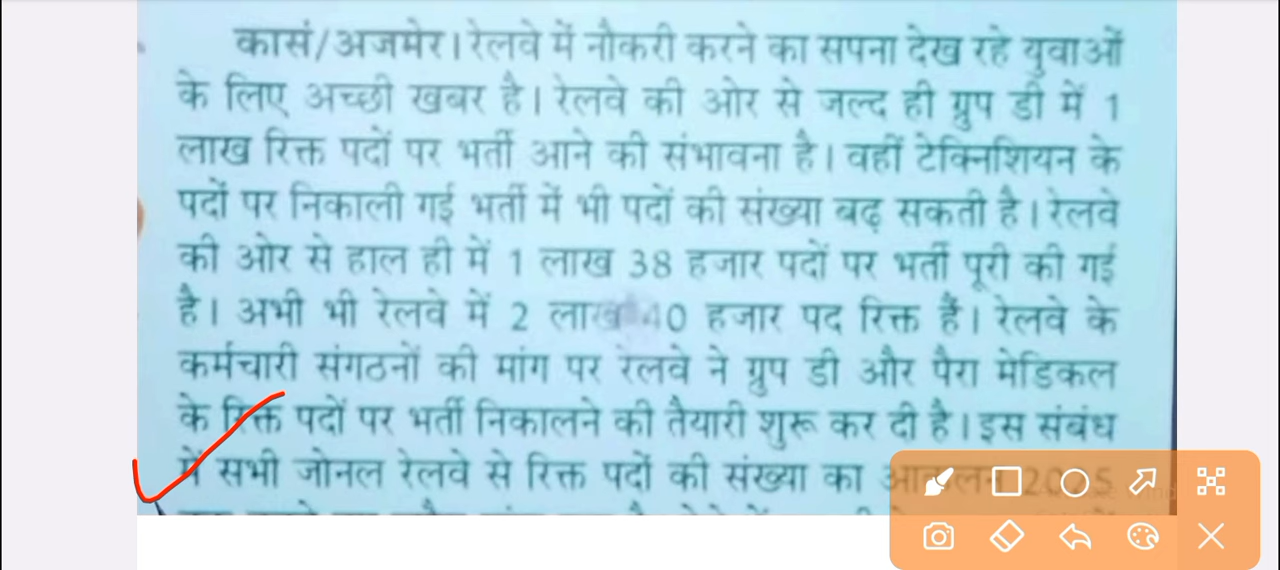 कासं/अजमेर। रेलवे में नौकरी करने का सपना देख रहे युवाओं
के लिए अच्छी खबर है। रेलवे की ओर से जल्द ही ग्रुप डी में 1
लाख रिक्त पदों पर भर्ती आने की संभावना है। वहीं टेक्निशियन के
पदों पर निकाली गई भर्ती में भी पदों की संख्या बढ़ सकती है। रेलवे
की ओर से हाल ही में 1 लाख 38 हजार पदों पर भर्ती पूरी की गई
है। अभी भी रेलवे में 2 लाख 40 हजार पद रिक्त हैं। रेलवे के
कर्मचारी संगठनों की मांग पर रेलवे ने ग्रुप डी और पैरा मेडिकल
के रिक्त पदों पर भर्ती निकालने की तैयारी शुरू कर दी है। इस संबंध
में सभी जोनल रेलवे से रिक्त पदों की संख्या का आकलन 2025